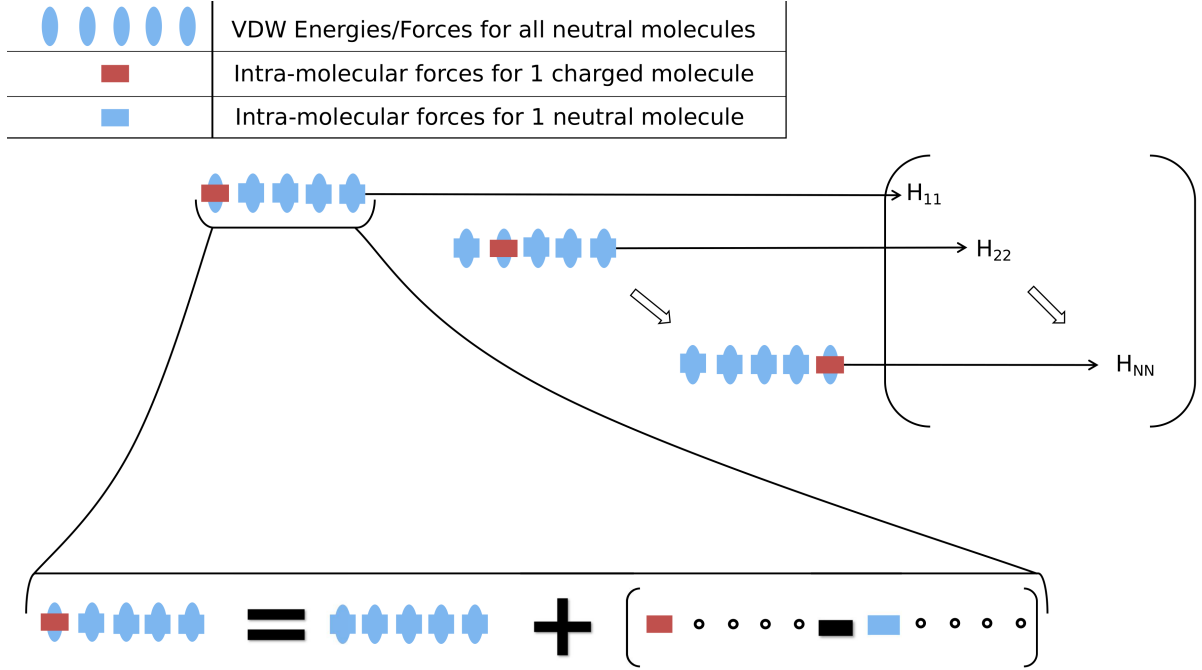 VDW Energies/Forces for all neutral molecules
Intra-molecular forces for 1 charged molecule
Intra-molecular forces for 1 neutral molecule
H11
H22
HNN